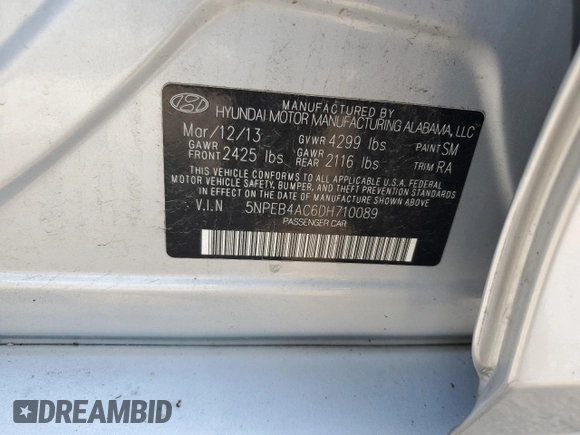 MANUFACTURED BY
HYUNDAI MOTOR MANUFACTURING ALABAMA, LLC
Mar/12/13 GVWR 4299 lbs. PAINT SM
GAWR FRONT 2425 lbs. GAWR REAR 2116 lbs TRIM RA
THIS VEHICLE CONFORMS TO ALL APPLICABLE U.S.A. FEDERAL
MOTOR VEHICLE SAFETY, BUMPER, AND THEFT PREVENTION STANDARDS
IN EFFECT ON THE DATE OF MANUFACTURE SHOWN ABOVE.
V.I.N 5NPEB4AC6DH710089
PASSENGER CAR
DREAMBID